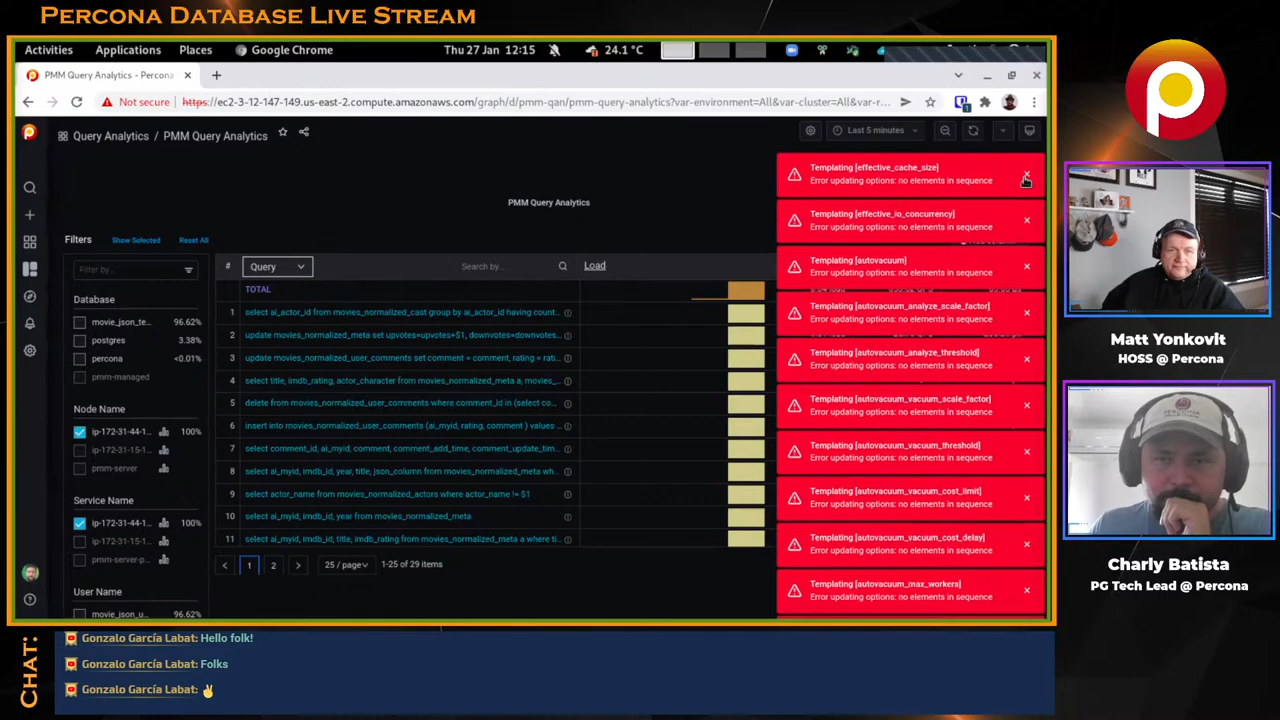 Percona Database Live Stream
Activities Applications Places Google Chrome Thu 27 Jan 12:15 24.1 °C
PMM Query Analytics - Percona
Not secure https://ec2-3-12-147-149.us-east-2.compute.amazonaws.com/graph/d/pmm-qan/pmm-query-analytics?var-environment=All&var-cluster=All&var-r...
Query Analytics / PMM Query Analytics
Last 5 minutes
PMM Query Analytics
Filters Show Selected Reset All
Filter by...
Database
movie_json_te... 96.62%
postgres 3.38%
percona <0.01%
pmm-managed
Node Name
ip-172-31-44-1... 100%
ip-172-31-15-1...
pmm-server
Service Name
ip-172-31-44-1... 100%
ip-172-31-15-1...
pmm-server-p...
User Name
movie_json_u... 96.62%
# Query Search by... Load
TOTAL
1 select ai_actor_id from movies_normalized_cast group by ai_actor_id having count...
2 update movies_normalized_meta set upvotes=upvotes+$1, downvotes=downvotes...
3 update movies_normalized_user_comments set comment = comment, rating = rati...
4 select title, imdb_rating, actor_character from movies_normalized_meta a, movies_...
5 delete from movies_normalized_user_comments where comment_id in (select co...
6 insert into movies_normalized_user_comments (ai_myid, rating, comment ) values
7 select comment_id, ai_myid, comment, comment_add_time, comment_update_tim...
8 select ai_myid, imdb_id, year, title, json_column from movies_normalized_meta wh...
9 select actor_name from movies_normalized_actors where actor_name != $1
10 select ai_myid, imdb_id, year from movies_normalized_meta
11 select ai_myid, imdb_id, title, imdb_rating from movies_normalized_meta a where ti...
1 2 25 / page 1-25 of 29 items
Templating [effective_cache_size]
Error updating options: no elements in sequence
Templating [effective_io_concurrency]
Error updating options: no elements in sequence
Templating [autovacuum]
Error updating options: no elements in sequence
Templating [autovacuum_analyze_scale_factor]
Error updating options: no elements in sequence
Templating [autovacuum_analyze_threshold]
Error updating options: no elements in sequence
Templating [autovacuum_vacuum_scale_factor]
Error updating options: no elements in sequence
Templating [autovacuum_vacuum_threshold]
Error updating options: no elements in sequence
Templating [autovacuum_vacuum_cost_limit]
Error updating options: no elements in sequence
Templating [autovacuum_vacuum_cost_delay]
Error updating options: no elements in sequence
Templating [autovacuum_max_workers]
Error updating options: no elements in sequence
Matt Yonkovit
HOSS @ Percona
PERCONA
Charly Batista
PG Tech Lead @ Percona
CHAT:
Gonzalo García Labat: Hello folk!
Gonzalo García Labat: Folks
Gonzalo García Labat: ✌